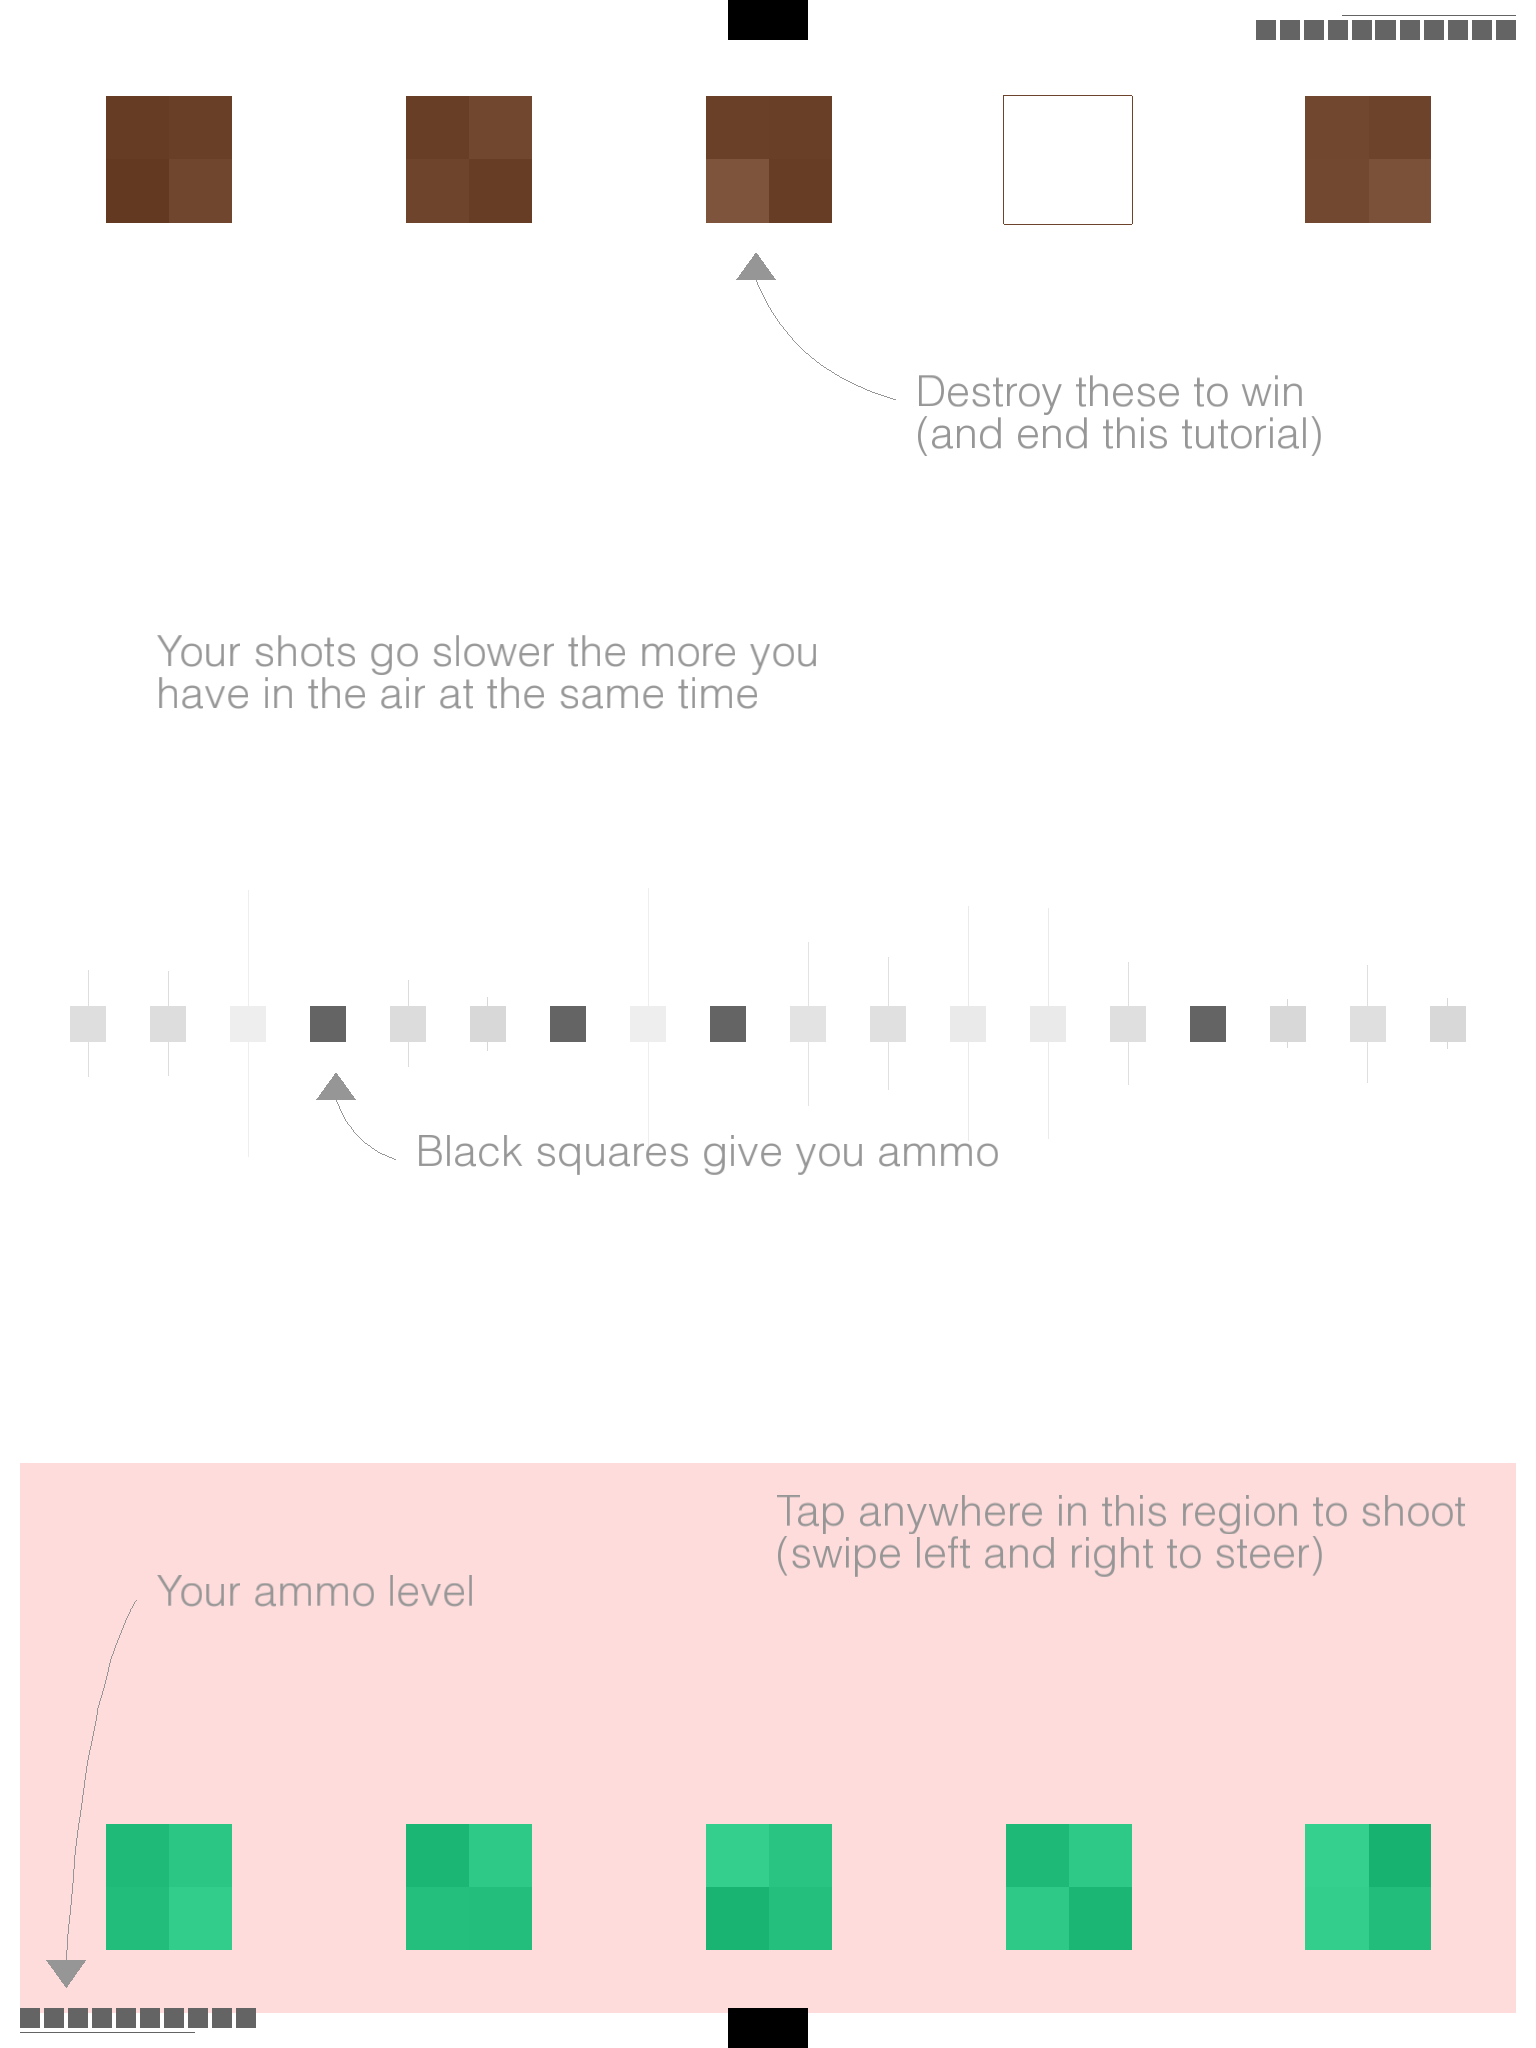 Destroy these to win
(and end this tutorial)
Your shots go slower the more you
have in the air at the same time
Black squares give you ammo
Tap anywhere in this region to shoot
(swipe left and right to steer)
Your ammo level